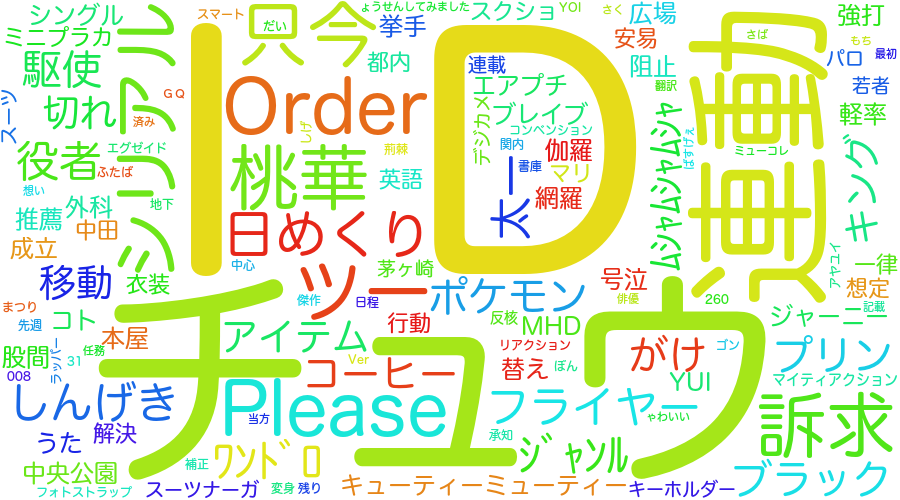 シングル
スマート
只今
だい
ょうせんしてみました
YOI
スクショ
さく
広場
強打
ミニプラカ
挙手
安易
さば
もち
最初
駆使
シリアル
ID
都内
連載
阻止
運動
パロ
切れ
GQ
Order
エアプチ
翻訳
若者
スーツ
済み
しげ
デジカメ
ブレイブ
軽率
役者
エグゼイド
桃華
荊棘
コンベンション
関内
伽羅
ムシャムシャムシャ
ばすげぇ
ミューコレ
ふたば
英語
太一
書庫
マリ
想い
地下
網羅
キング
推薦
外科
日めくり
成立
中田
中心
茅ヶ崎
号泣
アヤユイ
一律
移動
衣装
ツー
ポケモン
俳優
260
想定
まつり
傑作
日程
記載
先週
コト
チュウ
アイテム
行動
反核
MHD
ジャーニー
本屋
リアクション
がけ
ゴン
プリン
股間
任務
31
ラッパー
Ver
コーヒー
替え
ぽん
YUI
マイティアクション
008
しんげき
Please
当方
フライヤー
ゃわいい
訴求
うた
解決
承知
中央公園
補正
ワンドロ
ジャンル
ブラック
フォトストラップ
スーツナーガ
変身
残り
キューティーミューティー
キーホルダー